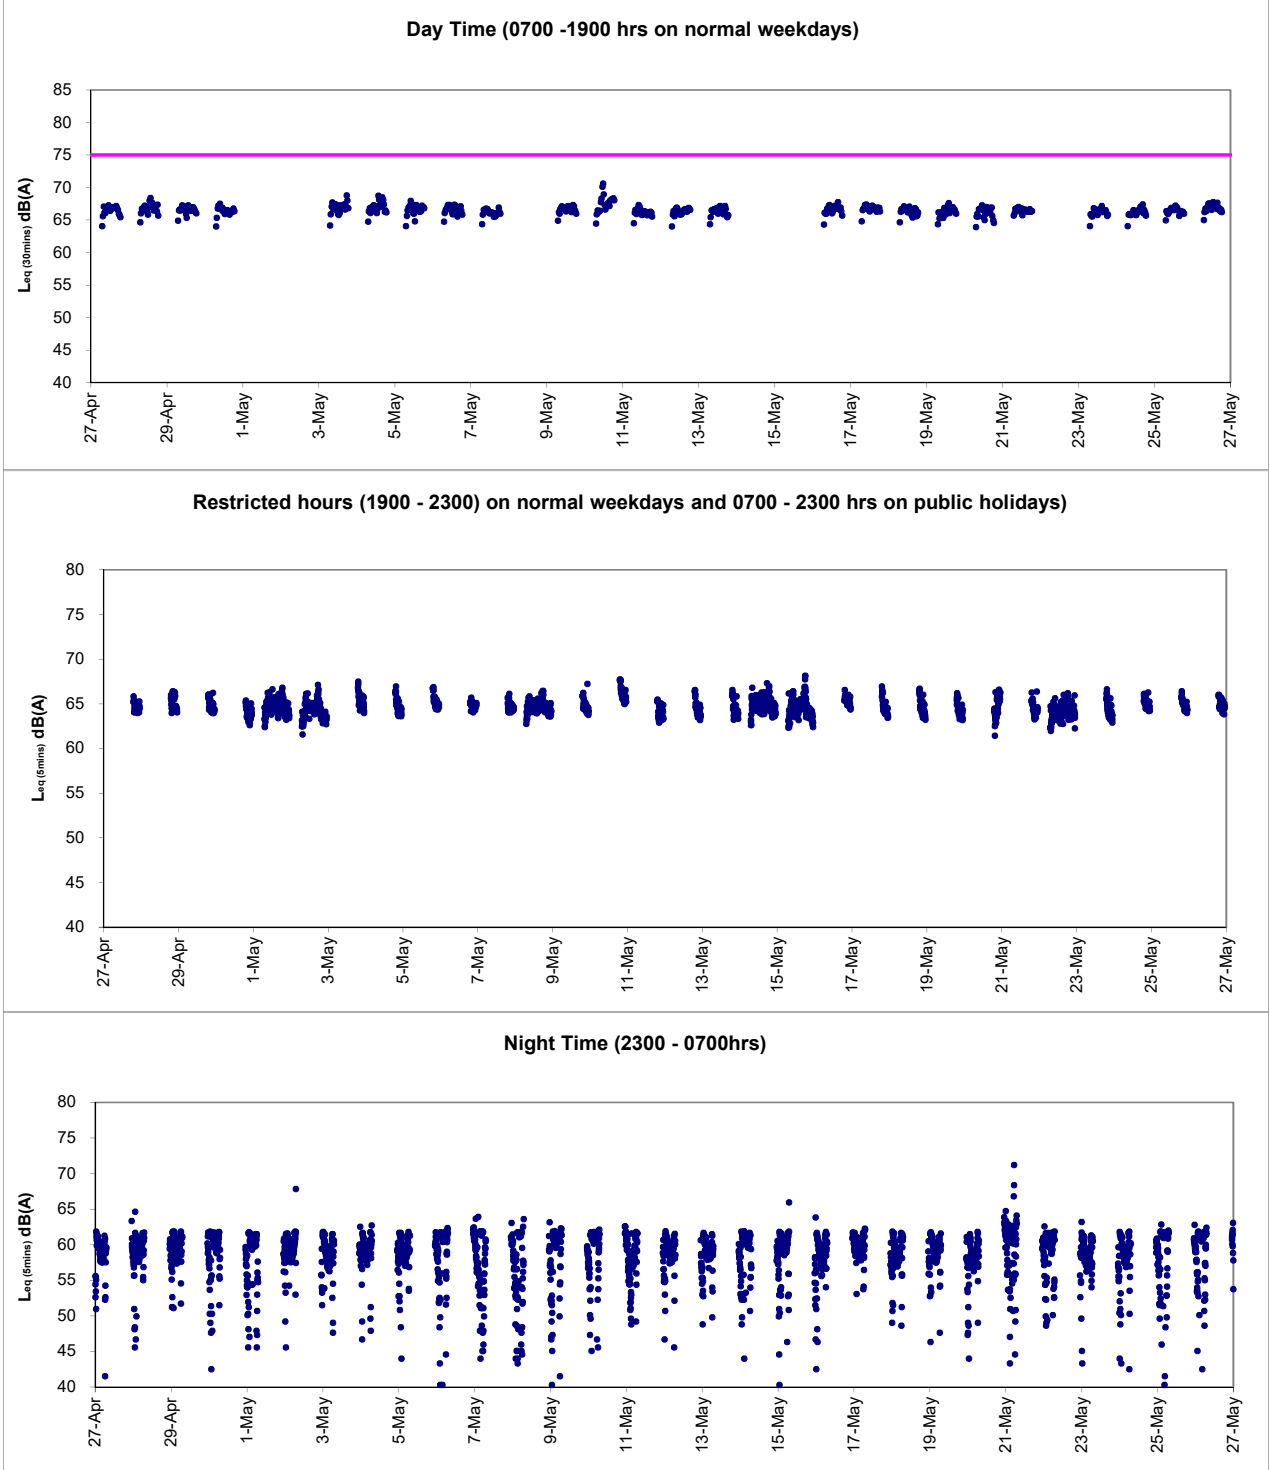 Day Time (0700 -1900 hrs on normal weekdays)
85
80
75
70
65
60
55
50
45
40
Leq (30mins) dB(A)
27-Apr
29-Apr
1-May
3-May
5-May
7-May
9-May
11-May
13-May
15-May
17-May
19-May
21-May
23-May
25-May
27-May
Restricted hours (1900 - 2300) on normal weekdays and 0700 - 2300 hrs on public holidays)
80
75
70
65
60
55
50
45
40
Leq (5mins) dB(A)
27-Apr
29-Apr
1-May
3-May
5-May
7-May
9-May
11-May
13-May
15-May
17-May
19-May
21-May
23-May
25-May
27-May
Night Time (2300 - 0700hrs)
80
75
70
65
60
55
50
45
40
Leq (5mins) dB(A)
27-Apr
29-Apr
1-May
3-May
5-May
7-May
9-May
11-May
13-May
15-May
17-May
19-May
21-May
23-May
25-May
27-May